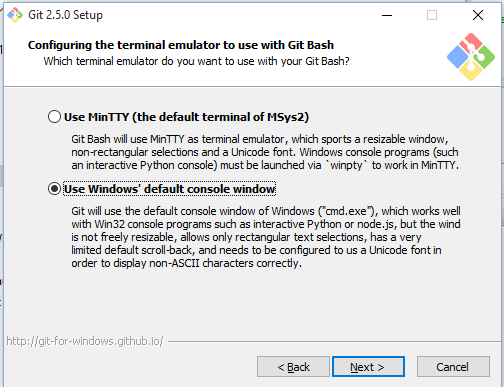 Git 2.5.0 Setup
Configuring the terminal emulator to use with Git Bash
Which terminal emulator do you want to use with your Git Bash?
Use MinTTY (the default terminal of MSys2)
Git Bash will use MinTTY as terminal emulator, which sports a resizable window,
non-rectangular selections and a Unicode font. Windows console programs (such
an interactive Python console) must be launched via `winpty` to work in MinTTY.
Use Windows' default console window
Git will use the default console window of Windows ("cmd.exe"), which works well
with Win32 console programs such as interactive Python or node.js, but the wind
is not freely resizable, allows only rectangular text selections, has a very
limited default scroll-back, and needs to be configured to us a Unicode font in
order to display non-ASCII characters correctly.
http://git-for-windows.github.io/
< Back
Next >
Cancel